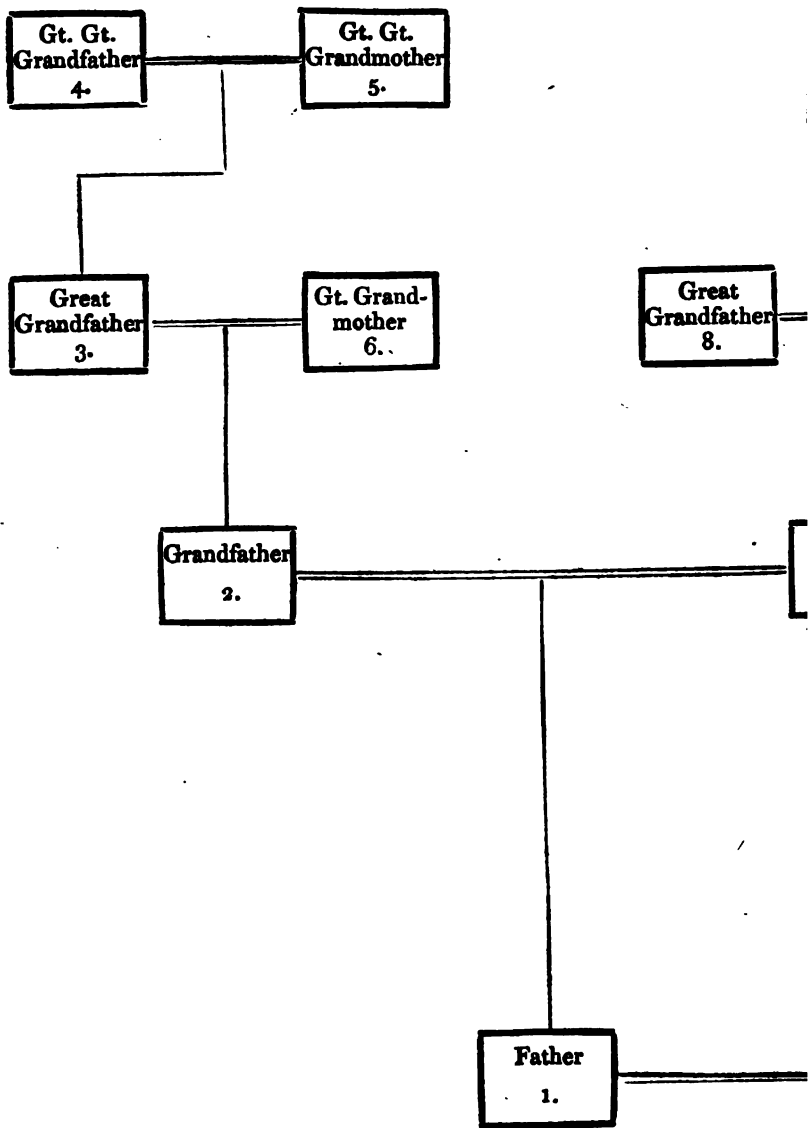 Gt. Gt.
Grandfather
4.
Gt. Gt.
Grandmother
5.
Great
Grandfather
3.
Gt. Grand-
mother
6.
Great
Grandfather
8.
Grandfather
2.
Father
1.